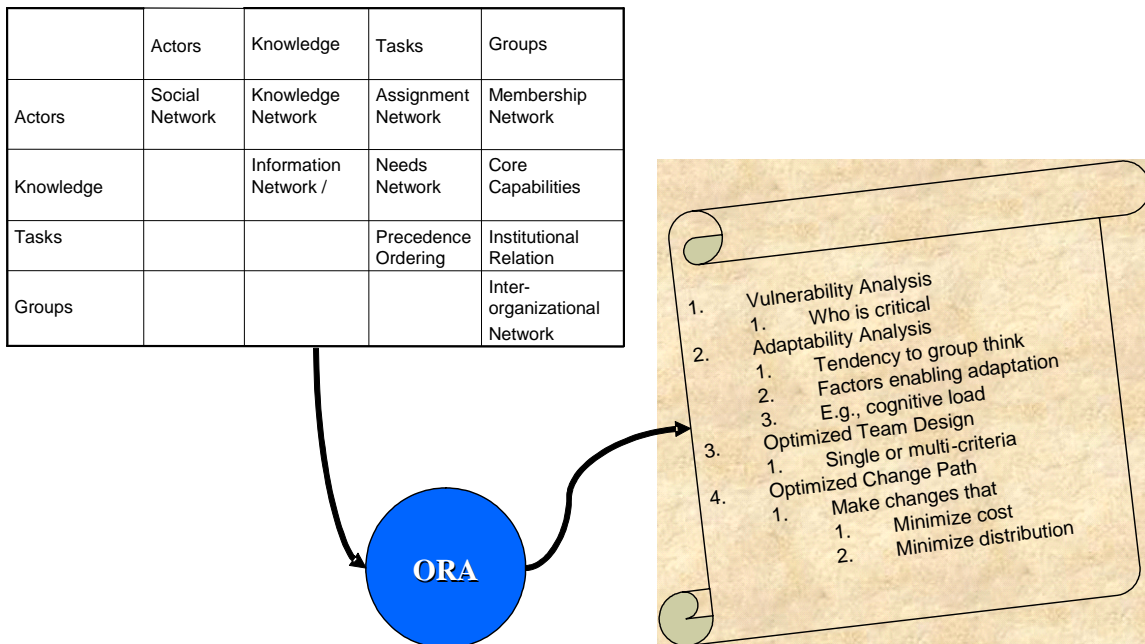 Actors Knowledge Tasks Groups
Actors
Social
Network
Knowledge
Network
Assignment
Network
Membership
Network
Knowledge
Information
Network /
Needs
Network
Core
Capabilities
Tasks
Precedence
Ordering
Institutional
Relation
Groups
Inter-
organizational
Network
ORA
1. Vulnerability Analysis
1. Who is critical
2. Adaptability Analysis
1. Tendency to group think
2. Factors enabling adaptation
3. E.g., cognitive load
3. Optimized Team Design
1. Single or multi-criteria
4. Optimized Change Path
1. Make changes that
1. Minimize cost
2. Minimize distribution